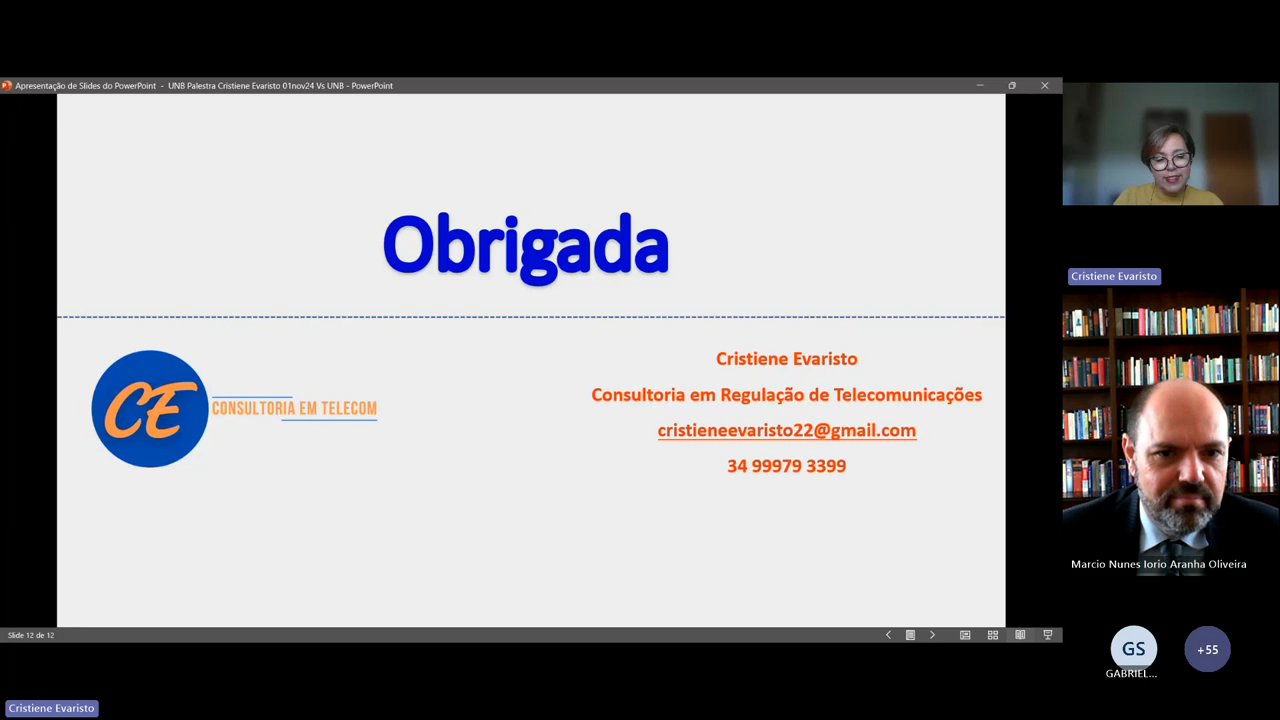 Apresentação de Slides do PowerPoint - UNB Palestra Cristiene Evaristo 01nov24 Vs UNB - PowerPoint
Obrigada
CE
CONSULTORIA EM TELECOM
Cristiene Evaristo
Consultoria em Regulação de Telecomunicações
cristieneevaristo22@gmail.com
34 99979 3399
Slide 12 de 12
Cristiene Evaristo
Cristiene Evaristo
Marcio Nunes Iorio Aranha Oliveira
GS
GABRIEL...
+55